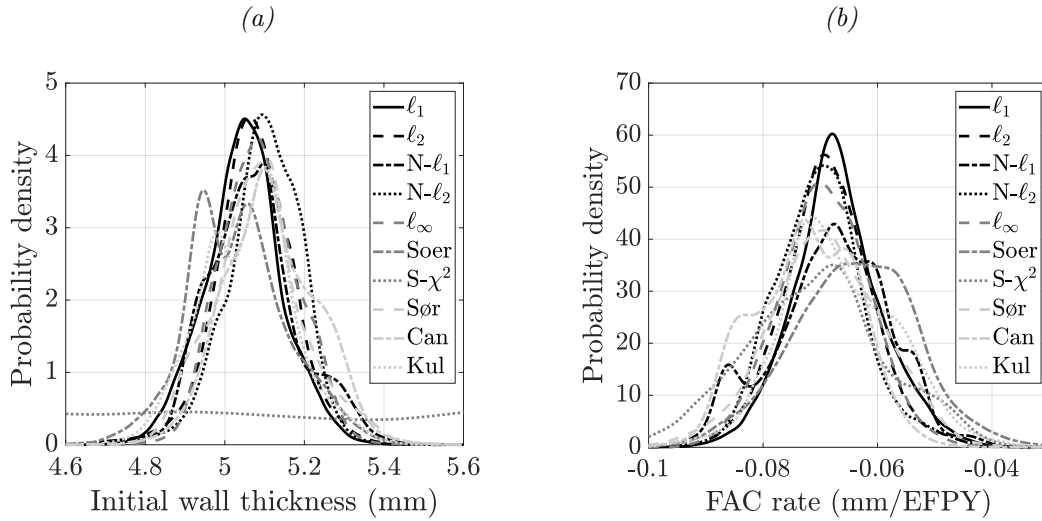 (a)
(b)
5
4
3
2
1
0
Probability density
4.6
4.8
5
5.2
5.4
5.6
Initial wall thickness (mm)
ℓ1
ℓ2
N-ℓ1
N-ℓ2
ℓ∞
Soer
S-χ²
Sør
Can
Kul
70
60
50
40
30
20
10
0
Probability density
-0.1
-0.08
-0.06
-0.04
FAC rate (mm/EFPY)
ℓ1
ℓ2
N-ℓ1
N-ℓ2
ℓ∞
Soer
S-χ²
Sør
Can
Kul